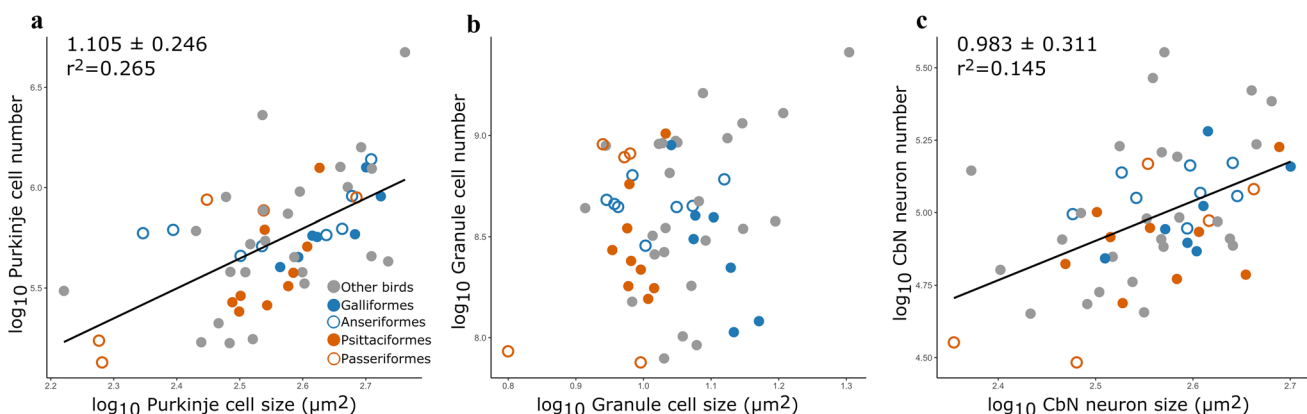 a
1.105 ± 0.246
r2=0.265
log10 Purkinje cell number
6.5
6.0
5.5
2.2
2.3
2.4
2.5
2.6
2.7
log10 Purkinje cell size (µm2)
Other birds
Galliformes
Anseriformes
Psittaciformes
Passeriformes
b
log10 Granule cell number
9.0
8.5
8.0
0.8
0.9
1.0
1.1
1.2
1.3
log10 Granule cell size (µm2)
c
0.983 ± 0.311
r2=0.145
log10 CbN neuron number
5.50
5.25
5.00
4.75
4.50
2.4
2.5
2.6
2.7
log10 CbN neuron size (µm2)